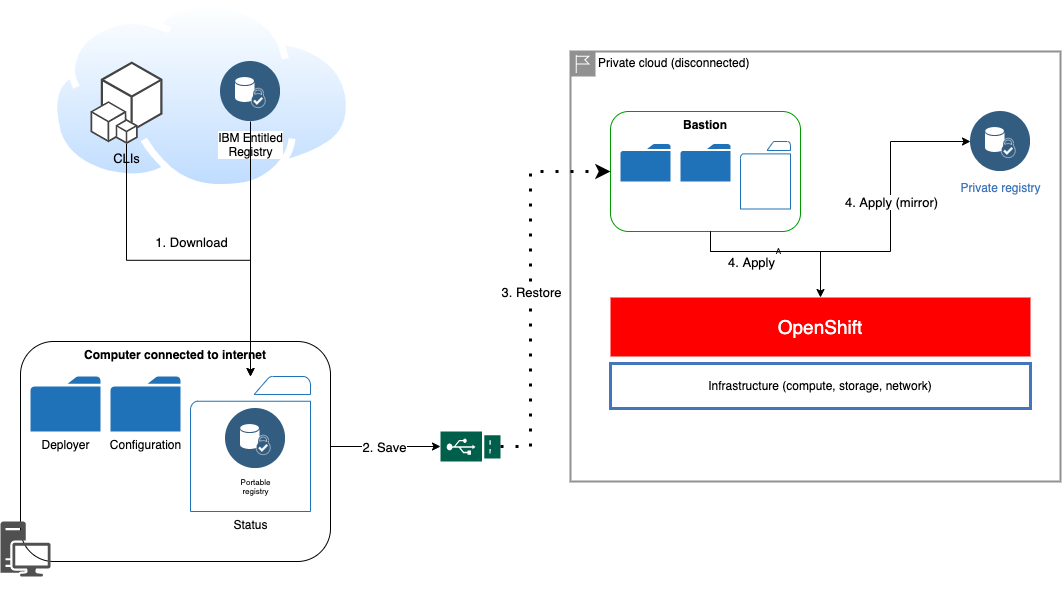 CLIs
IBM Entitled
Registry
1. Download
Computer connected to internet
Deployer
Configuration
Portable
registry
Status
2. Save
3. Restore
Private cloud (disconnected)
Bastion
Private registry
4. Apply (mirror)
4. Apply
OpenShift
Infrastructure (compute, storage, network)